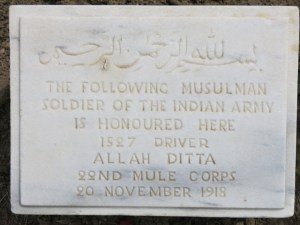 بسم الله الرحمن الرحيم
THE FOLLOWING MUSULMAN
SOLDIER OF THE INDIAN ARMY
IS HONOURED HERE
1527 DRIVER
ALLAH DITTA
22ND MULE CORPS
20 NOVEMBER 1918